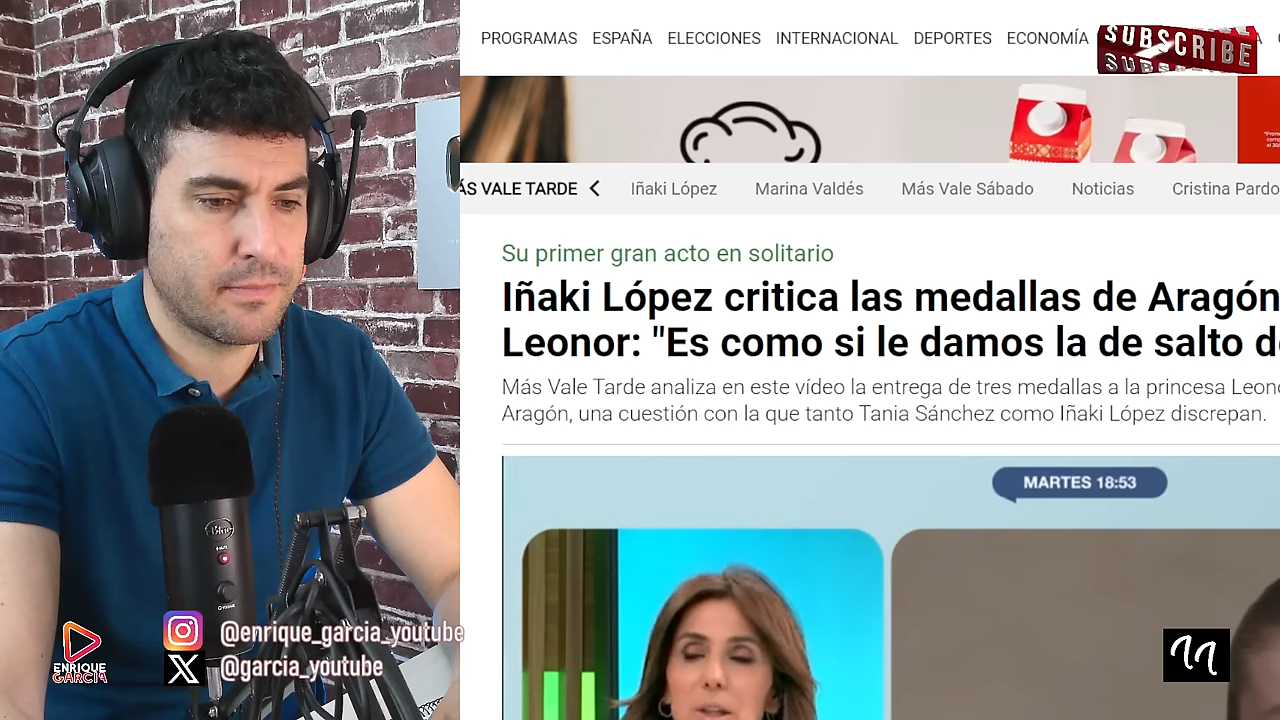 PROGRAMAS ESPAÑA ELECCIONES INTERNACIONAL DEPORTES ECONOMÍA
SUBSCRIBE
ÁS VALE TARDE Iñaki López Marina Valdés Más Vale Sábado Noticias Cristina Pardo
Su primer gran acto en solitario
Iñaki López critica las medallas de Aragón
Leonor: "Es como si le damos la de salto d
Más Vale Tarde analiza en este vídeo la entrega de tres medallas a la princesa Leono
Aragón, una cuestión con la que tanto Tania Sánchez como Iñaki López discrepan.
MARTES 18:53
Blue
@enrique_garcia_youtube
@garcia_youtube
ENRIQUE
GARCIA